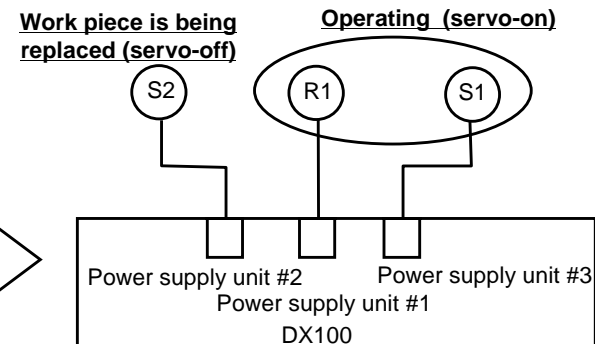 Work piece is being
replaced (servo-off)
Operating (servo-on)
S2
R1
S1
Power supply unit #2
Power supply unit #3
Power supply unit #1
DX100